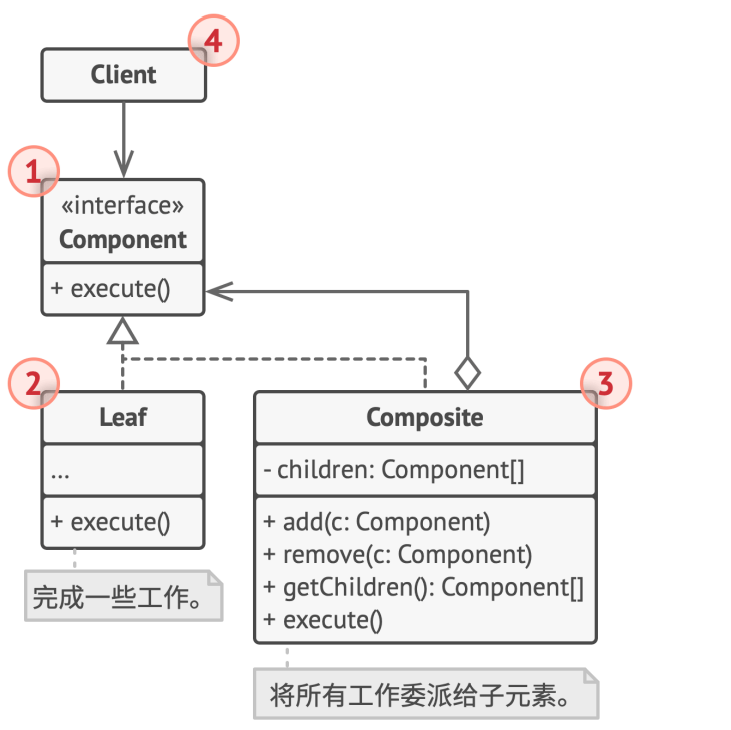 4
Client
1
«interface»
Component
+ execute()
2
Leaf
...
+ execute()
完成一些工作。
3
Composite
- children: Component[]
+ add(c: Component)
+ remove(c: Component)
+ getChildren(): Component[]
+ execute()
将所有工作委派给子元素。